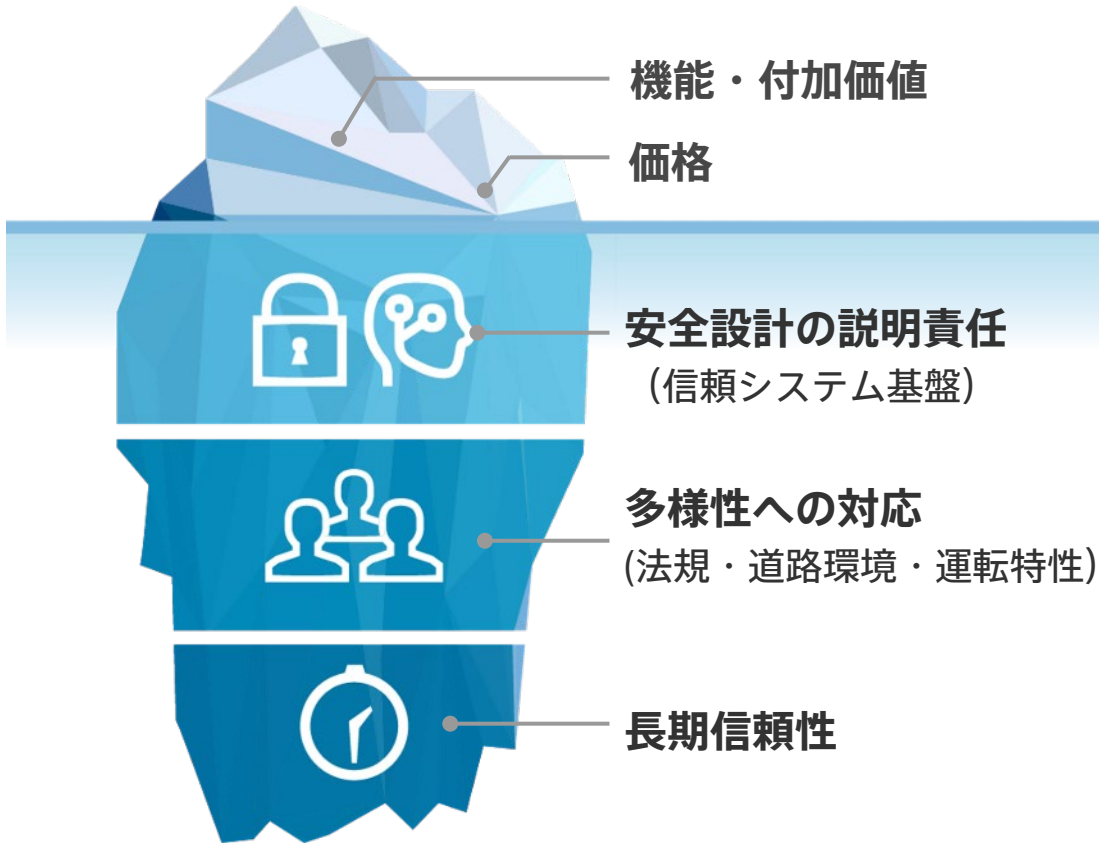 機能・付加価値
価格
安全設計の説明責任
（信頼システム基盤）
多様性への対応
(法規・道路環境・運転特性)
長期信頼性